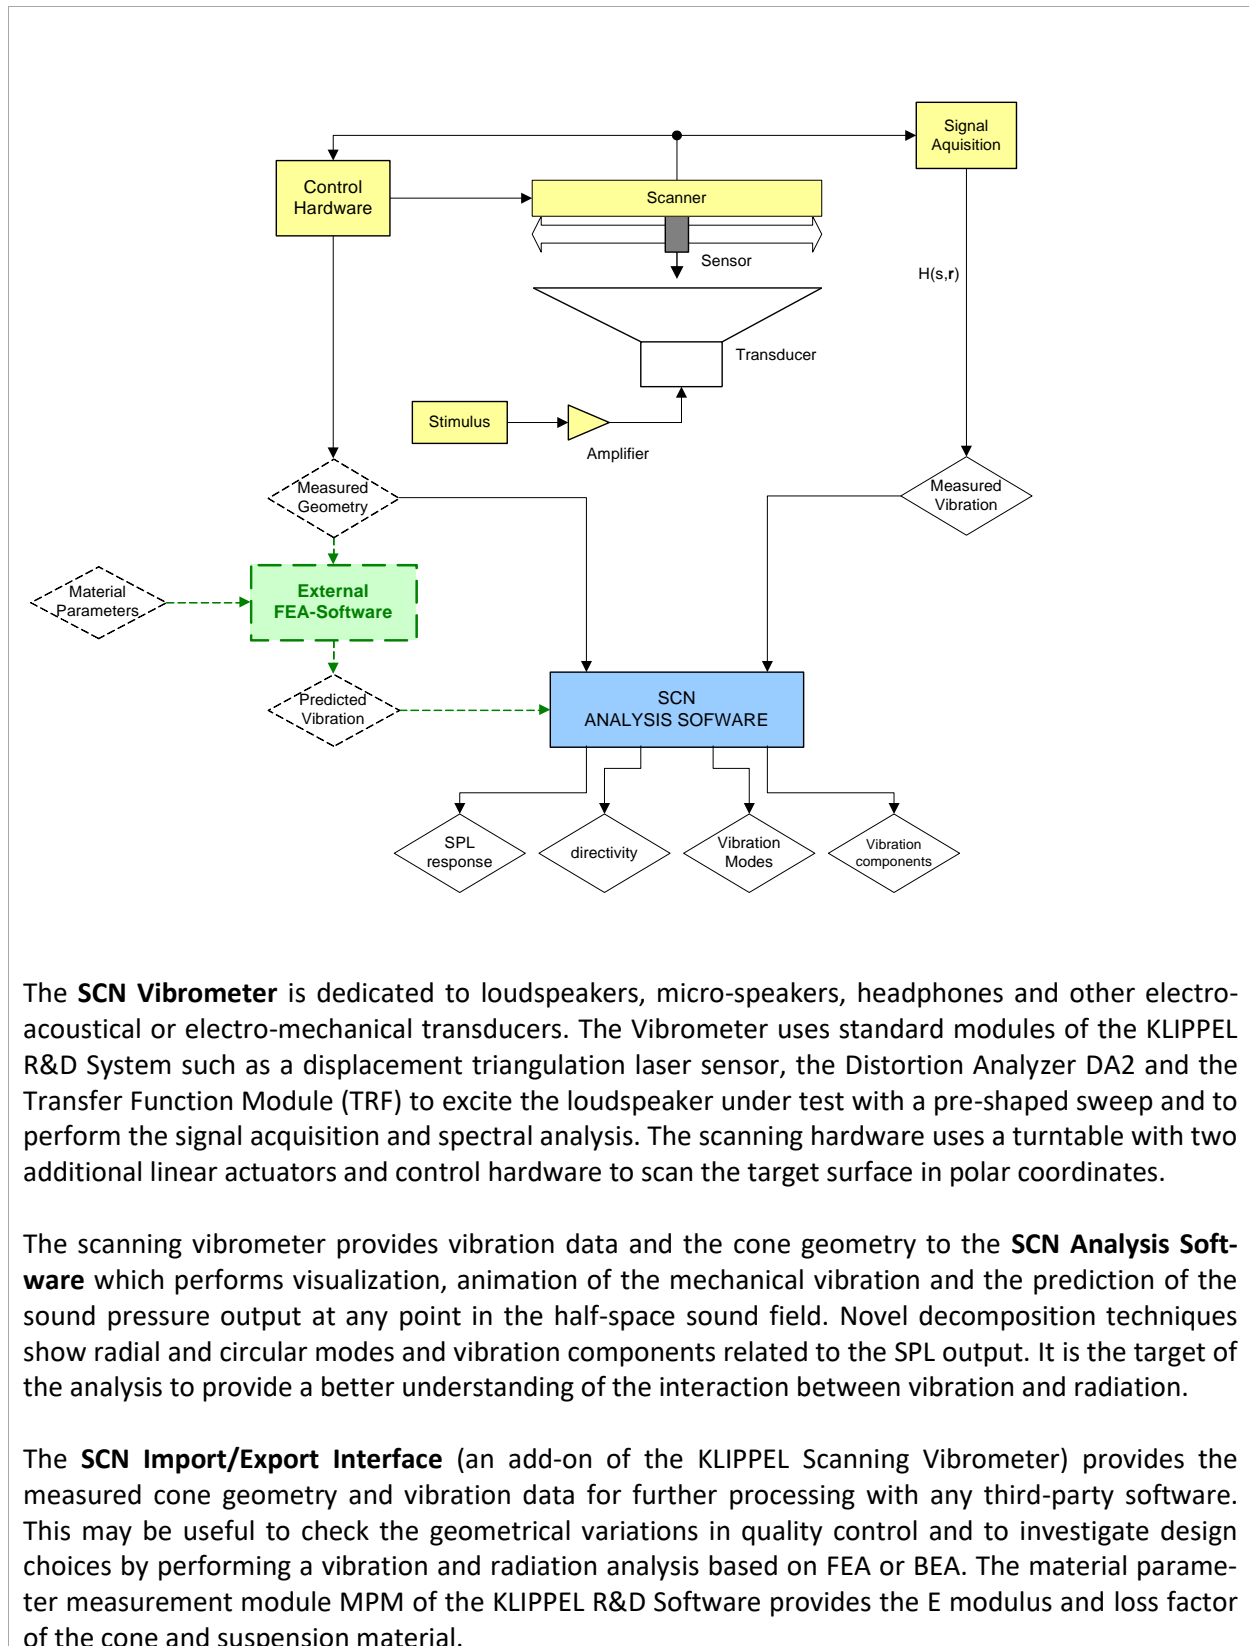 Signal
Aquisition
Control
Hardware
Scanner
Sensor
H(s,r)
Transducer
Stimulus
Amplifier
Measured
Geometry
Measured
Vibration
Material
Parameters
External
FEA-Software
Predicted
Vibration
SCN
ANALYSIS SOFWARE
SPL
response
directivity
Vibration
Modes
Vibration
components
The SCN Vibrometer is dedicated to loudspeakers, micro-speakers, headphones and other electro-
acoustical or electro-mechanical transducers. The Vibrometer uses standard modules of the KLIPPEL
R&D System such as a displacement triangulation laser sensor, the Distortion Analyzer DA2 and the
Transfer Function Module (TRF) to excite the loudspeaker under test with a pre-shaped sweep and to
perform the signal acquisition and spectral analysis. The scanning hardware uses a turntable with two
additional linear actuators and control hardware to scan the target surface in polar coordinates.
The scanning vibrometer provides vibration data and the cone geometry to the SCN Analysis Soft-
ware which performs visualization, animation of the mechanical vibration and the prediction of the
sound pressure output at any point in the half-space sound field. Novel decomposition techniques
show radial and circular modes and vibration components related to the SPL output. It is the target of
the analysis to provide a better understanding of the interaction between vibration and radiation.
The SCN Import/Export Interface (an add-on of the KLIPPEL Scanning Vibrometer) provides the
measured cone geometry and vibration data for further processing with any third-party software.
This may be useful to check the geometrical variations in quality control and to investigate design
choices by performing a vibration and radiation analysis based on FEA or BEA. The material parame-
ter measurement module MPM of the KLIPPEL R&D Software provides the E modulus and loss factor
of the cone and suspension material.